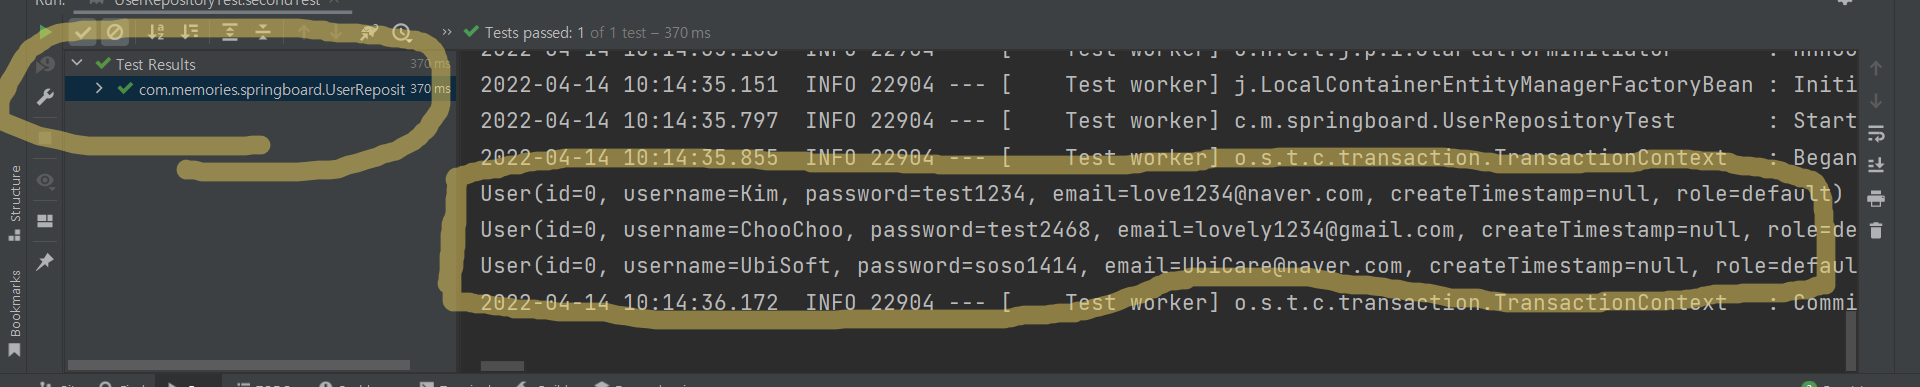 Run: UserRepositoryTest.secondTest
Tests passed: 1 of 1 test – 370 ms
Test Results 370 ms
com.memories.springboard.UserReposit 370 ms
2022-04-14 10:14:35.151 INFO 22904 --- [ Test worker] j.LocalContainerEntityManagerFactoryBean : Initi
2022-04-14 10:14:35.797 INFO 22904 --- [ Test worker] c.m.springboard.UserRepositoryTest : Start
2022-04-14 10:14:35.855 INFO 22904 --- [ Test worker] o.s.t.c.transaction.TransactionContext : Began
User(id=0, username=Kim, password=test1234, email=love1234@naver.com, createTimestamp=null, role=default)
User(id=0, username=ChooChoo, password=test2468, email=lovely1234@gmail.com, createTimestamp=null, role=de
User(id=0, username=UbiSoft, password=soso1414, email=UbiCare@naver.com, createTimestamp=null, role=defaul
2022-04-14 10:14:36.172 INFO 22904 --- [ Test worker] o.s.t.c.transaction.TransactionContext : Commi
Structure
Bookmarks